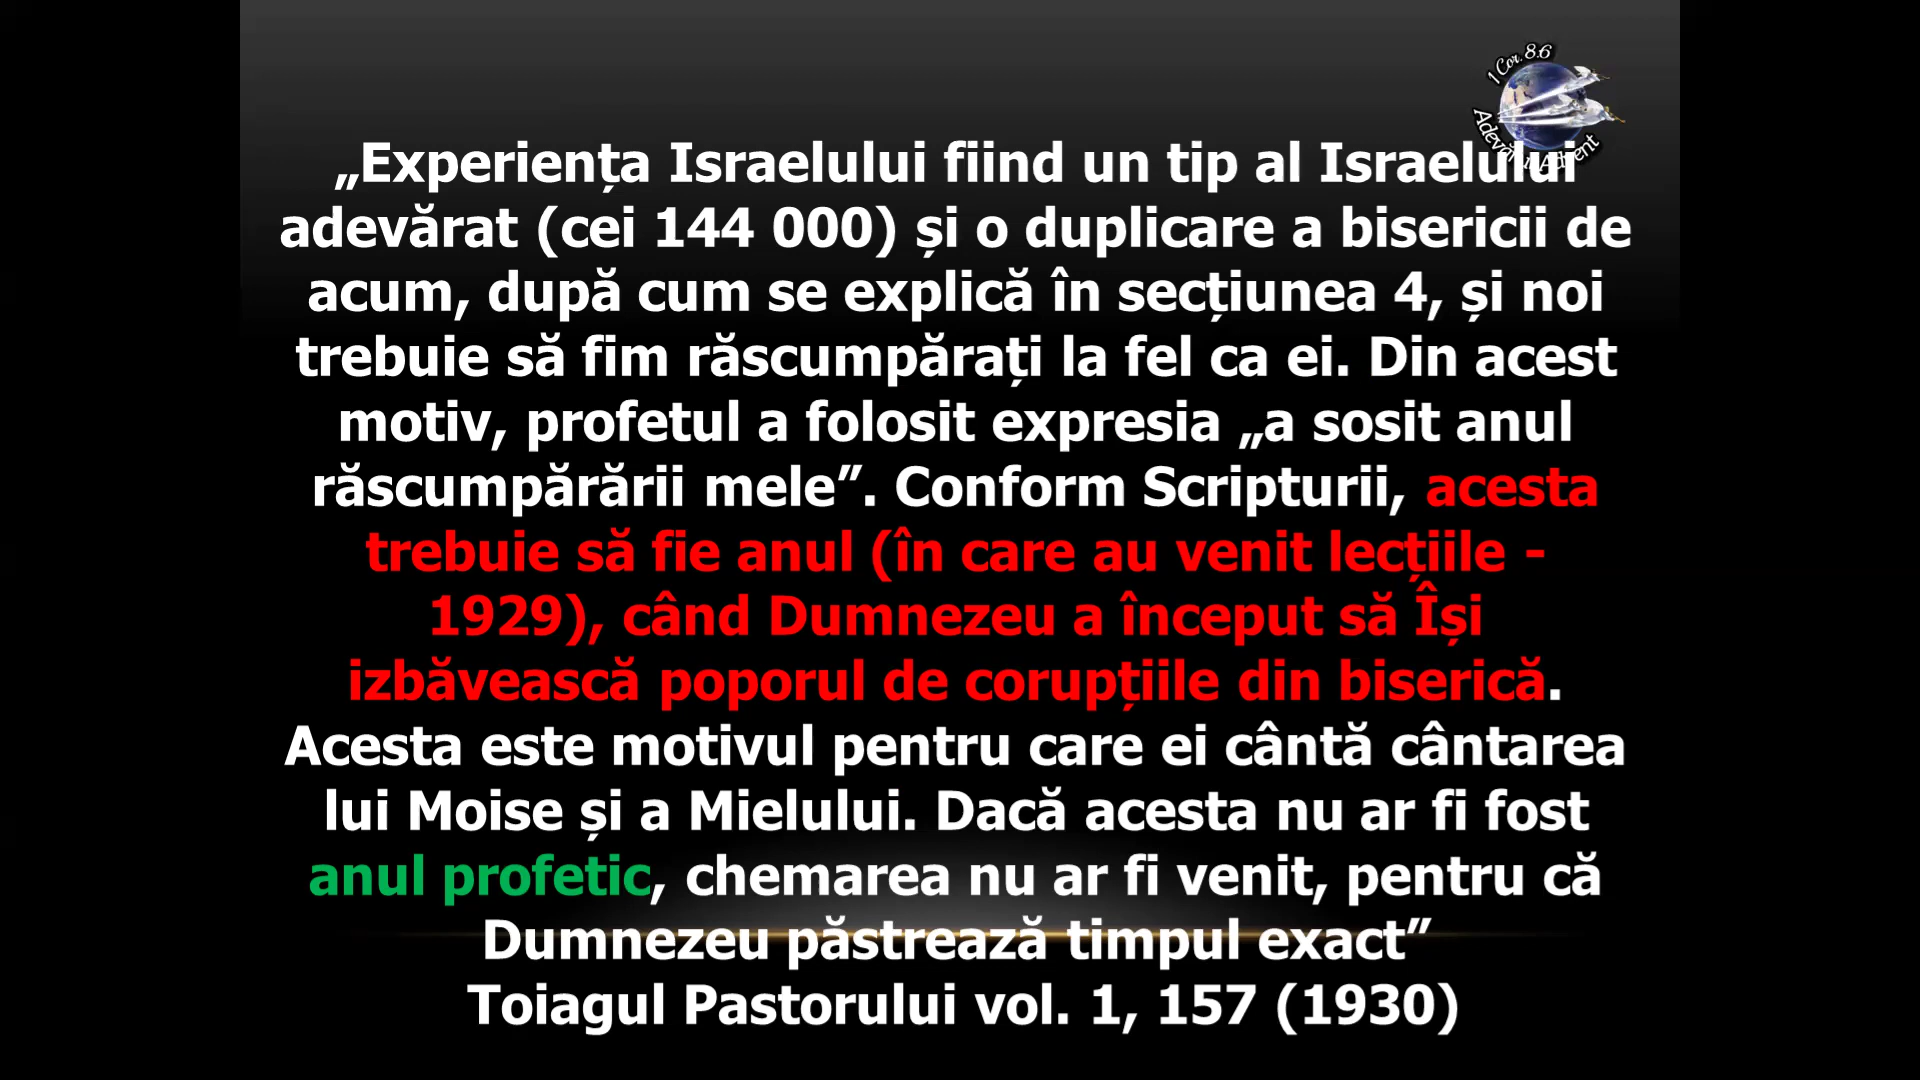 1 Cor. 8:6
„Experiența Israelului fiind un tip al Israelului
adevărat (cei 144 000) și o duplicare a bisericii de
acum, după cum se explică în secțiunea 4, și noi
trebuie să fim răscumpărați la fel ca ei. Din acest
motiv, profetul a folosit expresia „a sosit anul
răscumpărării mele”. Conform Scripturii, acesta
trebuie să fie anul (în care au venit lecțiile -
1929), când Dumnezeu a început să Își
izbăvească poporul de corupțiile din biserică.
Acesta este motivul pentru care ei cântă cântarea
lui Moise și a Mielului. Dacă acesta nu ar fi fost
anul profetic, chemarea nu ar fi venit, pentru că
Dumnezeu păstrează timpul exact”
Toiagul Pastorului vol. 1, 157 (1930)